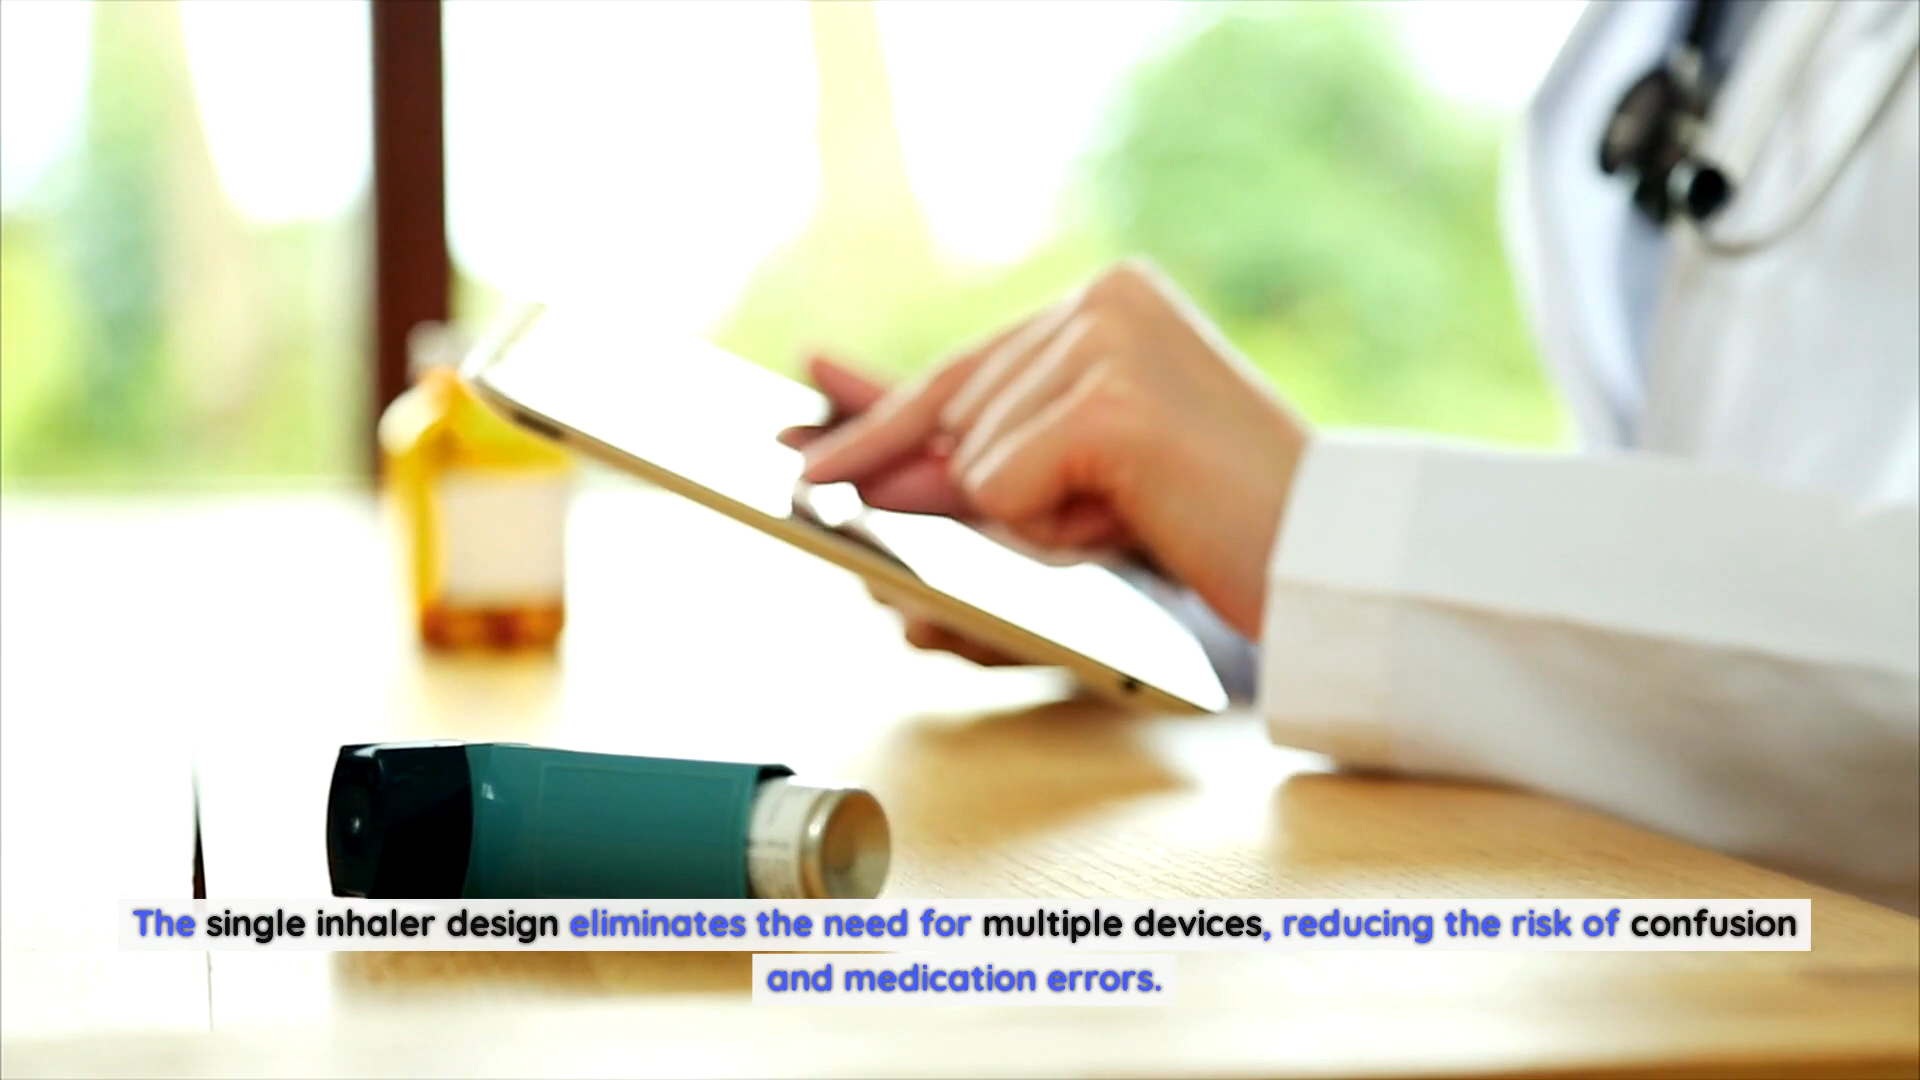 The single inhaler design eliminates the need for multiple devices, reducing the risk of confusion
and medication errors.